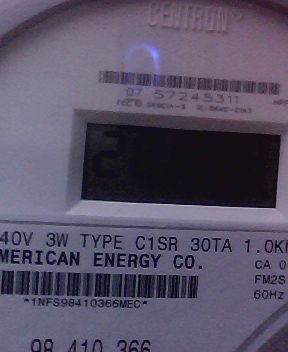 CENTRON
07 57245311
40V 3W TYPE C1SR 30TA 1.0K
MERICAN ENERGY CO.
CA 0
FM2S
60Hz
*1NFS98410366MEC*
98 410 366